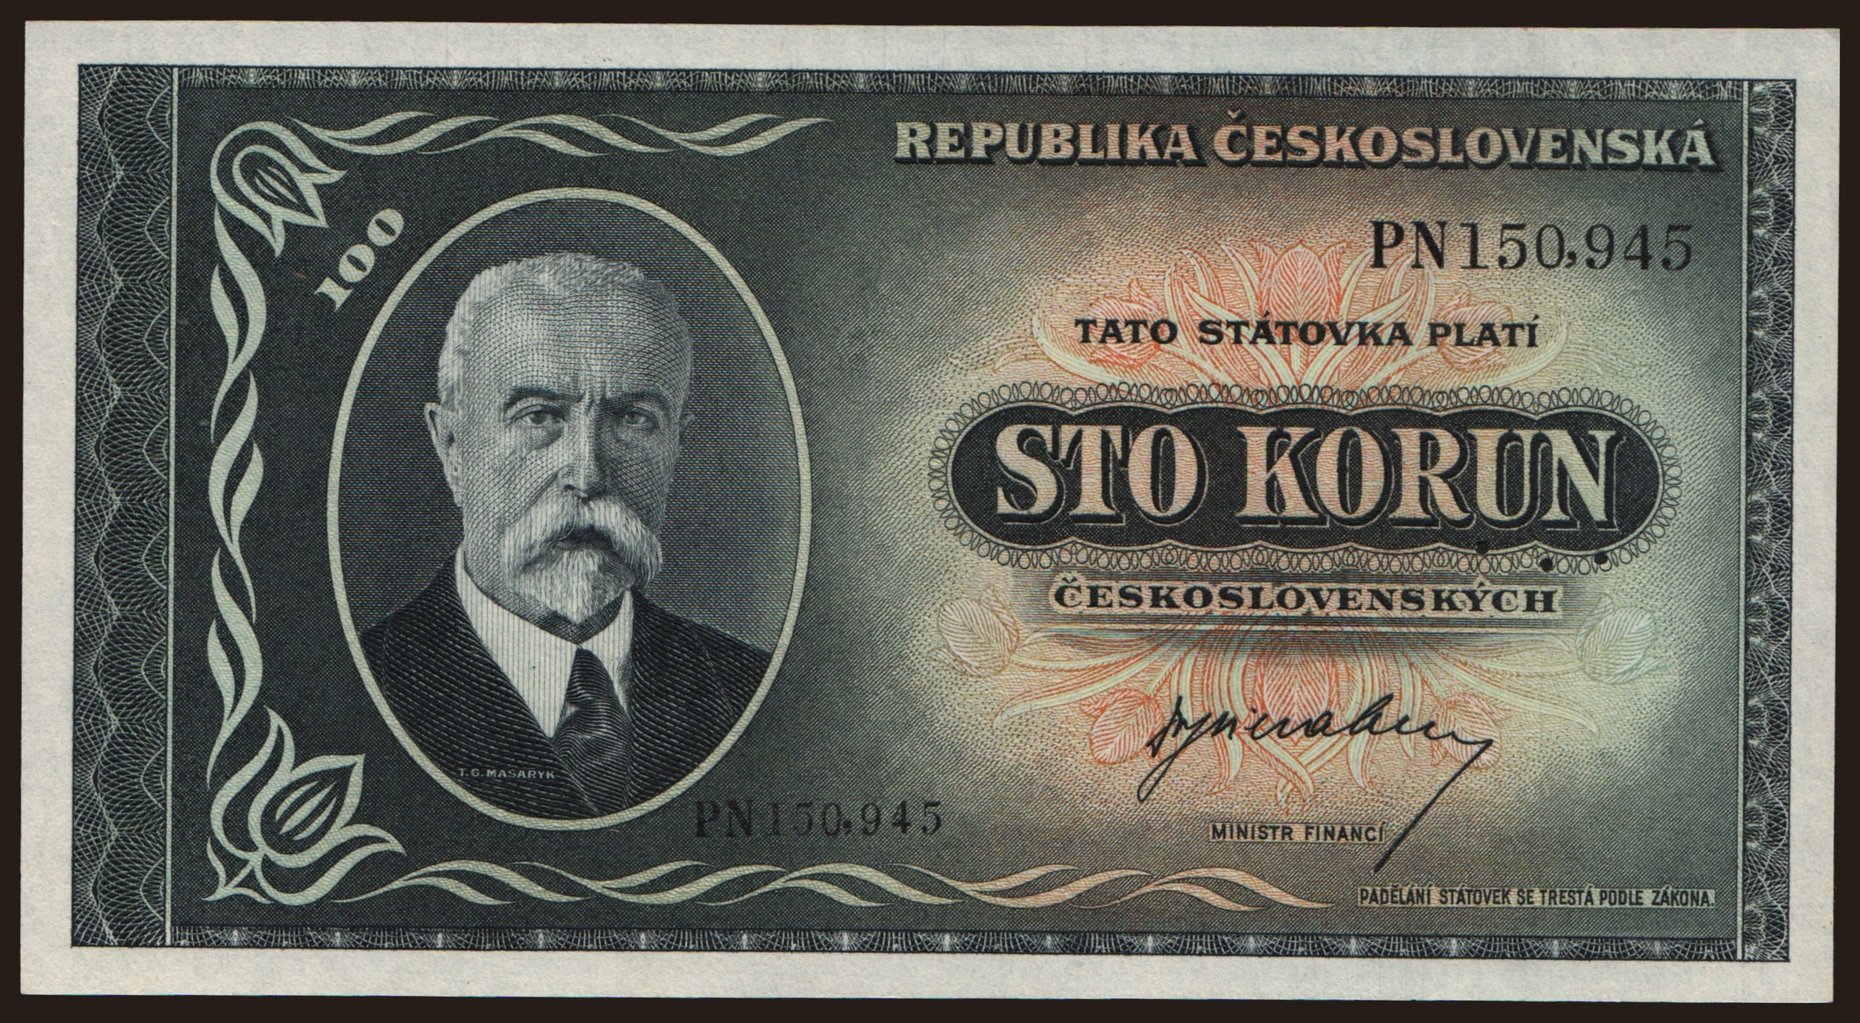 REPUBLIKA ČESKOSLOVENSKÁ
100
PN150,945
TATO STÁTOVKA PLATÍ
STO KORUN
ČESKOSLOVENSKÝCH
T. G. MASARYK
PN150,945
MINISTR FINANCÍ
PADĚLÁNÍ STÁTOVEK SE TRESTÁ PODLE ZÁKONA.